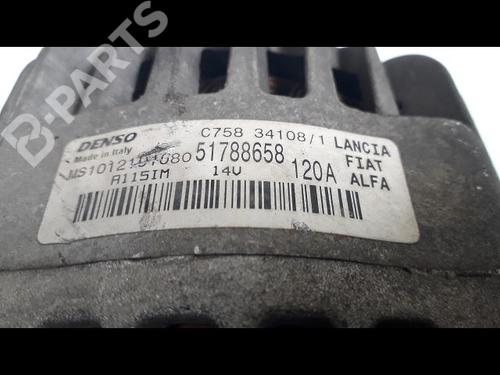 B-PARTS
DENSO
Made in Italy
C758 34108/1
LANCIA
FIAT
ALFA
51788658
120A
A115IM
14V